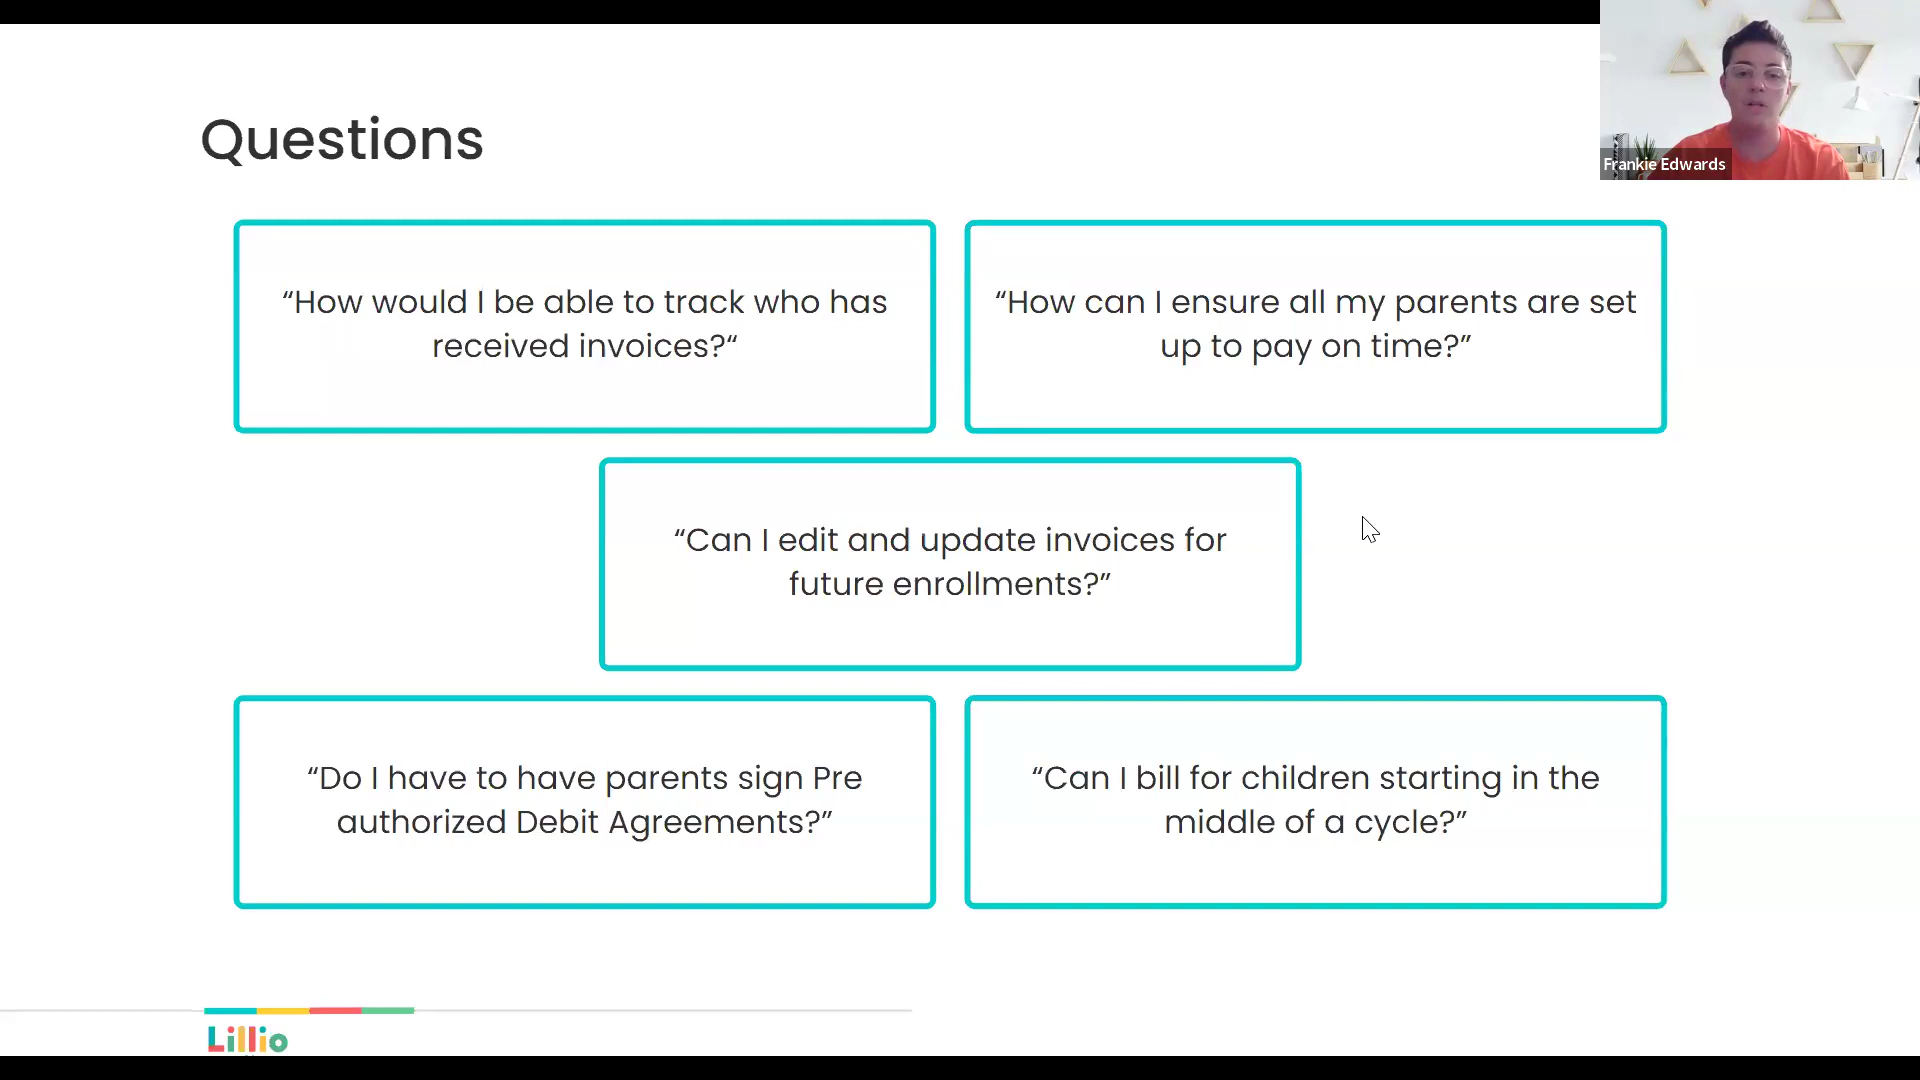 Questions
Frankie Edwards
“How would I be able to track who has
received invoices?“
“How can I ensure all my parents are set
up to pay on time?”
“Can I edit and update invoices for
future enrollments?”
“Do I have to have parents sign Pre
authorized Debit Agreements?”
“Can I bill for children starting in the
middle of a cycle?”
Lillio